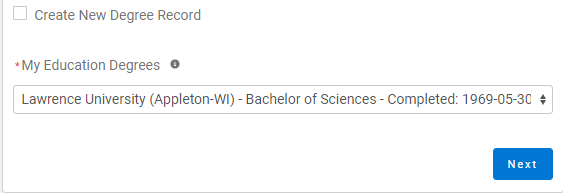 Create New Degree Record
*My Education Degrees
Lawrence University (Appleton-WI) - Bachelor of Sciences - Completed: 1969-05-30
Next